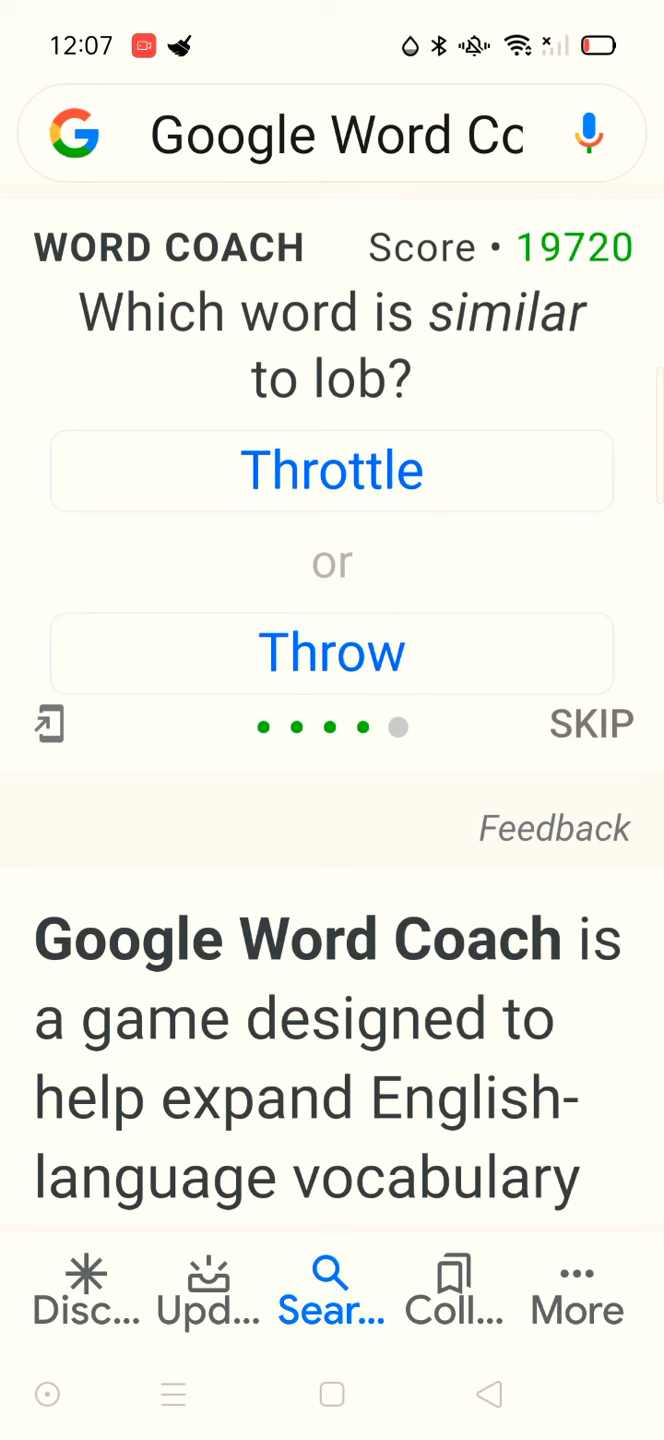 12:07
Google Word Co
WORD COACH Score • 19720
Which word is similar
to lob?
Throttle
or
Throw
SKIP
Feedback
Google Word Coach is
a game designed to
help expand English-
language vocabulary
Disc... Upd... Sear... Coll... More